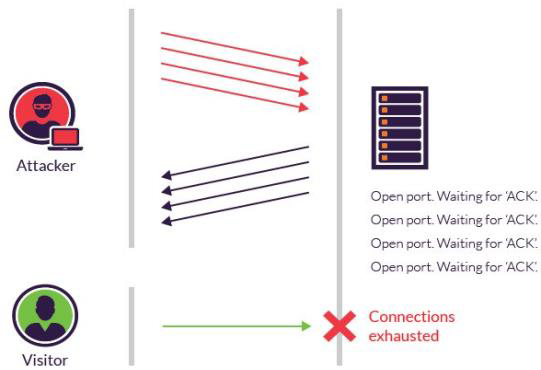 Attacker
Open port. Waiting for 'ACK'.
Open port. Waiting for 'ACK'.
Open port. Waiting for 'ACK'.
Open port. Waiting for 'ACK'.
Connections
exhausted
Visitor